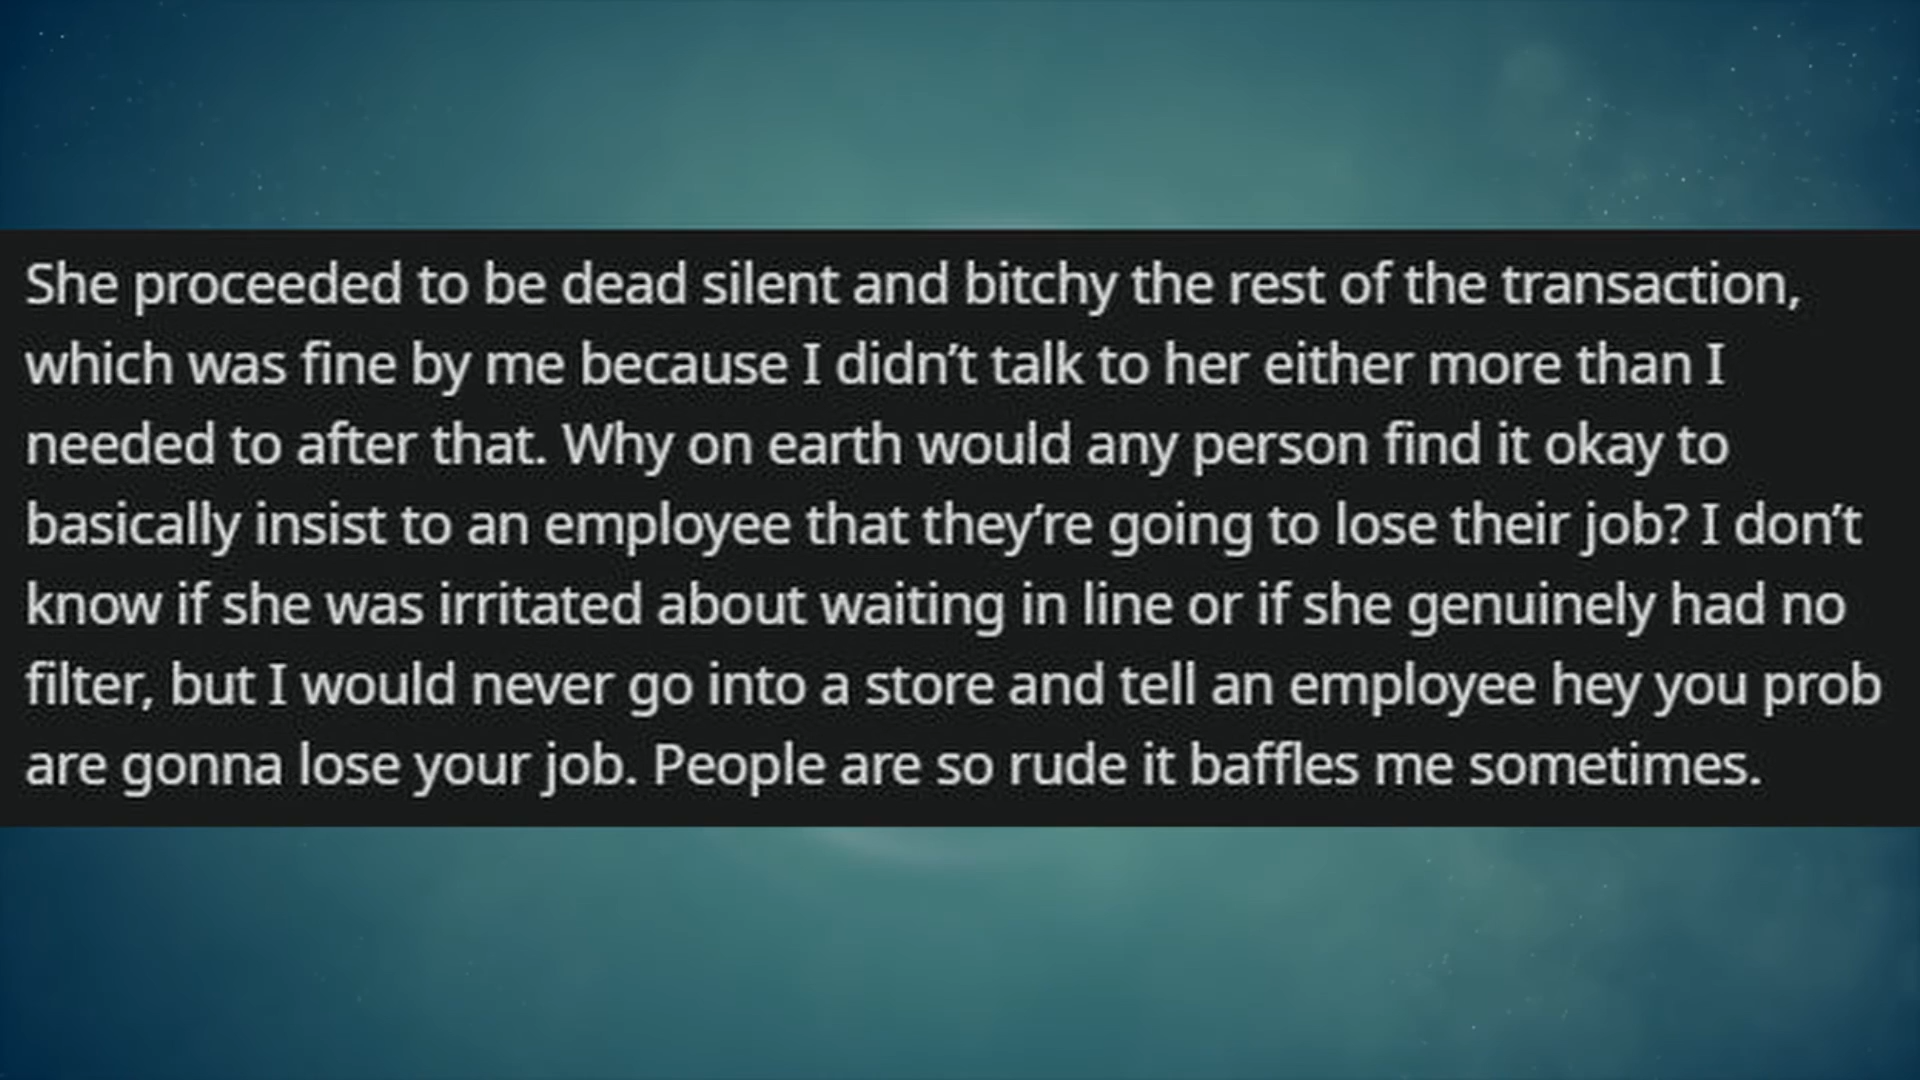 She proceeded to be dead silent and bitchy the rest of the transaction,
which was fine by me because I didn’t talk to her either more than I
needed to after that. Why on earth would any person find it okay to
basically insist to an employee that they’re going to lose their job? I don’t
know if she was irritated about waiting in line or if she genuinely had no
filter, but I would never go into a store and tell an employee hey you prob
are gonna lose your job. People are so rude it baffles me sometimes.